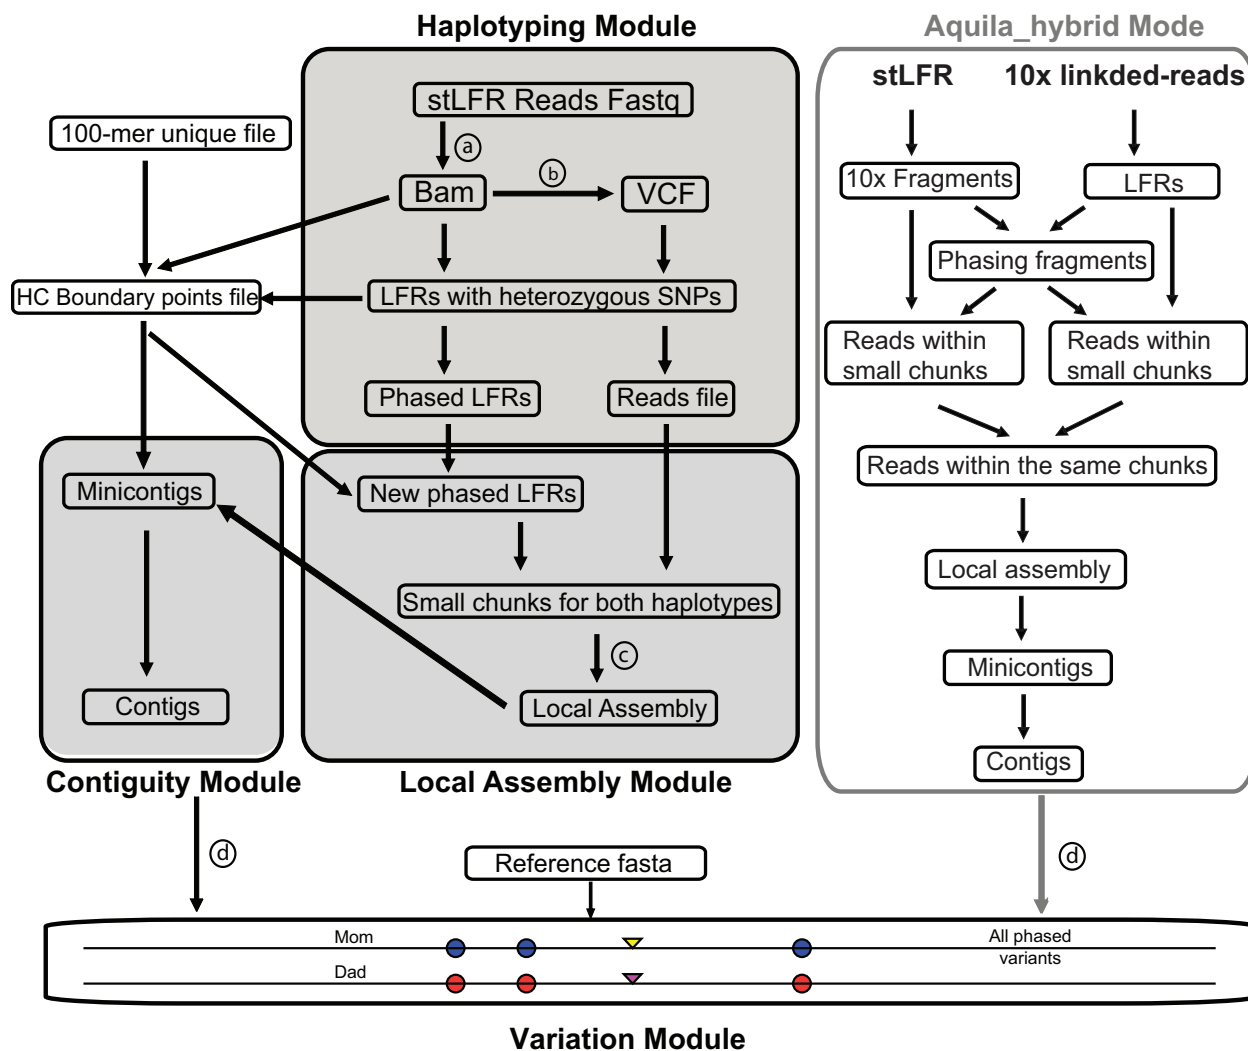 Haplotyping Module
stLFR Reads Fastq
a
Bam
b
VCF
100-mer unique file
HC Boundary points file
LFRs with heterozygous SNPs
Phased LFRs
Reads file
Minicontigs
Contigs
Contiguity Module
New phased LFRs
Small chunks for both haplotypes
c
Local Assembly
Local Assembly Module
Aquila_hybrid Mode
stLFR
10x linkded-reads
10x Fragments
LFRs
Phasing fragments
Reads within
small chunks
Reads within
small chunks
Reads within the same chunks
Local assembly
Minicontigs
Contigs
d
Reference fasta
d
Mom
Dad
All phased
variants
Variation Module